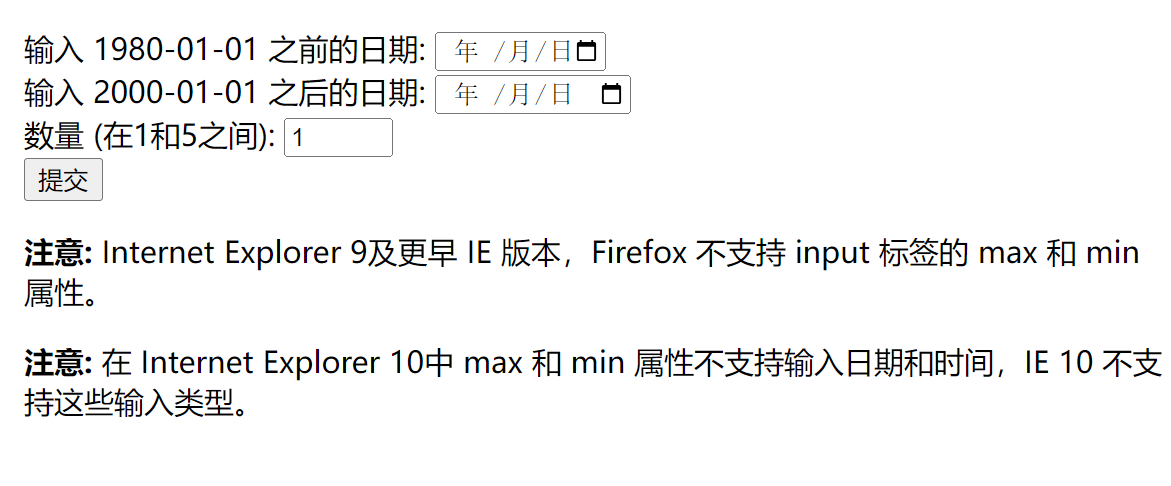 输入 1980-01-01 之前的日期: 年 /月/日
输入 2000-01-01 之后的日期: 年 /月/日
数量 (在1和5之间): 1
提交
注意: Internet Explorer 9及更早 IE 版本，Firefox 不支持 input 标签的 max 和 min
属性。
注意: 在 Internet Explorer 10中 max 和 min 属性不支持输入日期和时间，IE 10 不支
持这些输入类型。